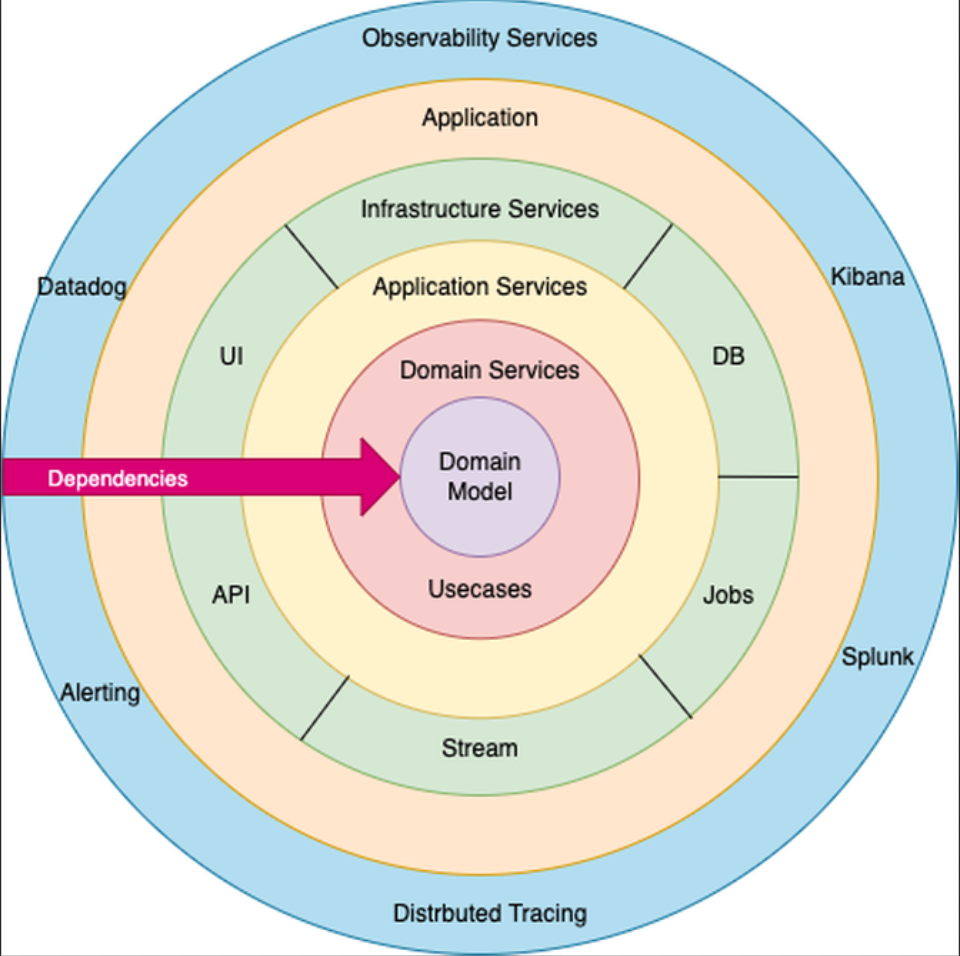 Observability Services
Application
Infrastructure Services
Application Services
Datadog
Kibana
UI
DB
Domain Services
Domain
Model
Dependencies
Usecases
API
Jobs
Splunk
Alerting
Stream
Distrbuted Tracing